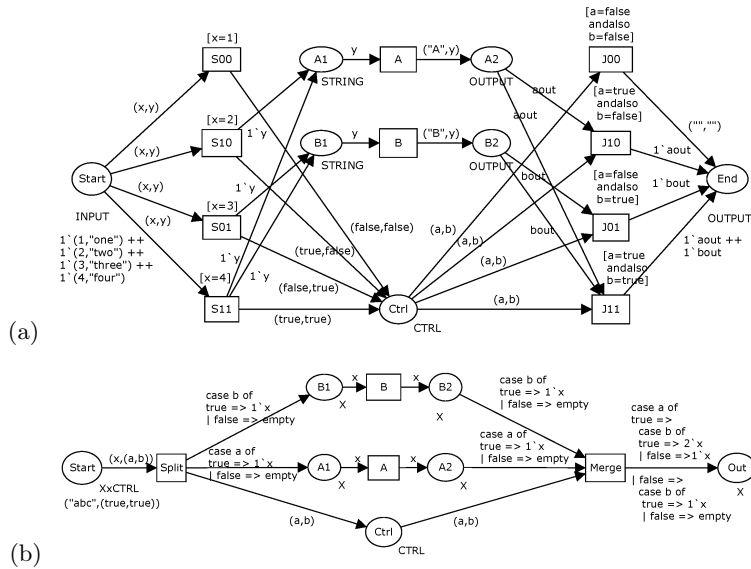 [a=false
andalso
b=false]
[x=1]
S00
A1
y
A
("A",y)
A2
J00
STRING
OUTPUT
(x,y)
aout
[a=true
andalso
b=false]
("","")
[x=2]
S10
1`y
aout
(x,y)
B1
y
B
("B",y)
B2
J10
1`aout
STRING
OUTPUT
Start
(x,y)
bout
[a=false
andalso
b=true]
End
1`y
1`bout
[x=3]
INPUT
(x,y)
S01
(false,false)
bout
J01
OUTPUT
(a,b)
(a,b)
1`(1,"one") ++
1`(2,"two") ++
1`(3,"three") ++
1`(4,"four")
(true,false)
1`aout ++
1`bout
1`y
1`y
(a,b)
[a=true
andalso
b=true]
[x=4]
(false,true)
S11
(true,true)
Ctrl
(a,b)
J11
CTRL
(a)
case b of
true => 1`x
| false => empty
B1
x
B
x
B2
X
X
case b of
true => 1`x
| false => empty
case a of
true =>
case b of
true => 2`x
| false =>1`x
Start
(x,(a,b))
Split
case a of
true => 1`x
| false => empty
A1
x
A
x
A2
case a of
true => 1`x
| false => empty
Merge
Out
XxCTRL
X
X
X
("abc",(true,true))
| false =>
case b of
true => 1`x
| false => empty
(a,b)
(a,b)
Ctrl
CTRL
(b)